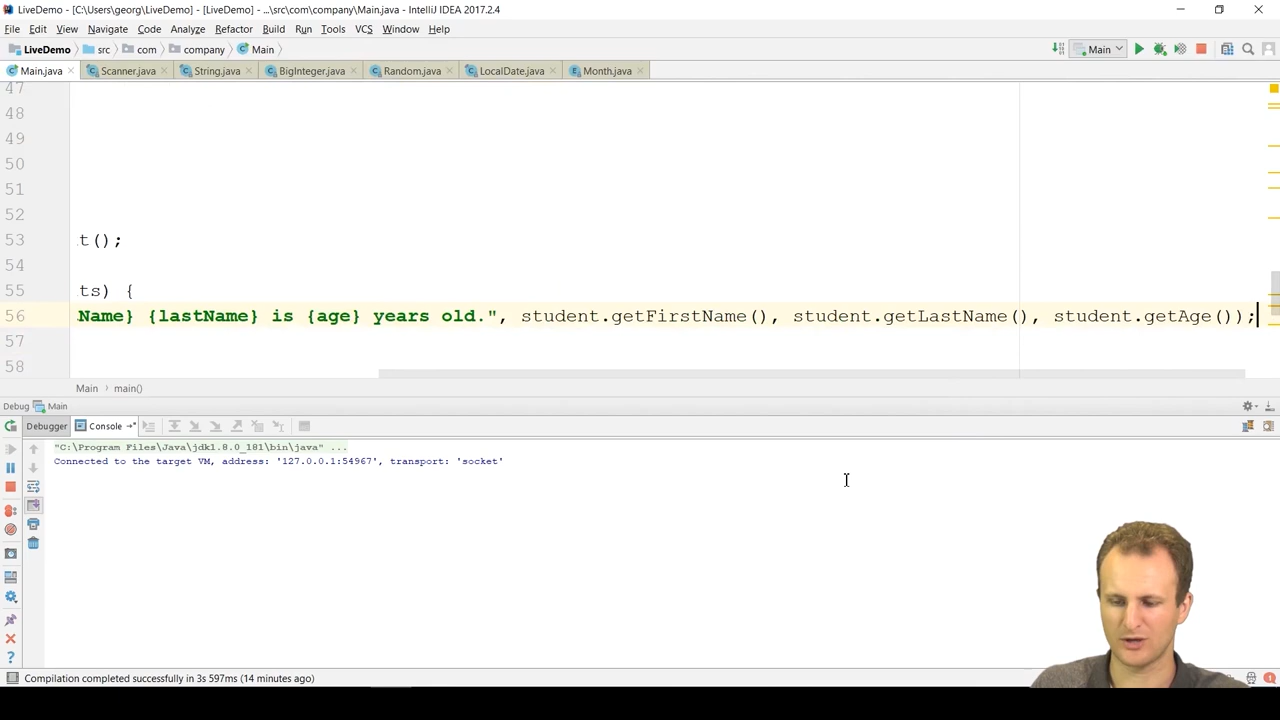 LiveDemo - [C:\Users\georg\LiveDemo] - [LiveDemo] - ...\src\com\company\Main.java - IntelliJ IDEA 2017.2.4
File Edit View Navigate Code Analyze Refactor Build Run Tools VCS Window Help
LiveDemo src com company Main Main
Main.java Scanner.java String.java BigInteger.java Random.java LocalDate.java Month.java
47
48
49
50
51
52
53 t();
54
55 ts) {
56 Name} {lastName} is {age} years old.", student.getFirstName(), student.getLastName(), student.getAge());
57
58
Main main()
Debug Main
Debugger Console
"C:\Program Files\Java\jdk1.8.0_181\bin\java" ...
Connected to the target VM, address: '127.0.0.1:54967', transport: 'socket'
Compilation completed successfully in 3s 597ms (14 minutes ago)